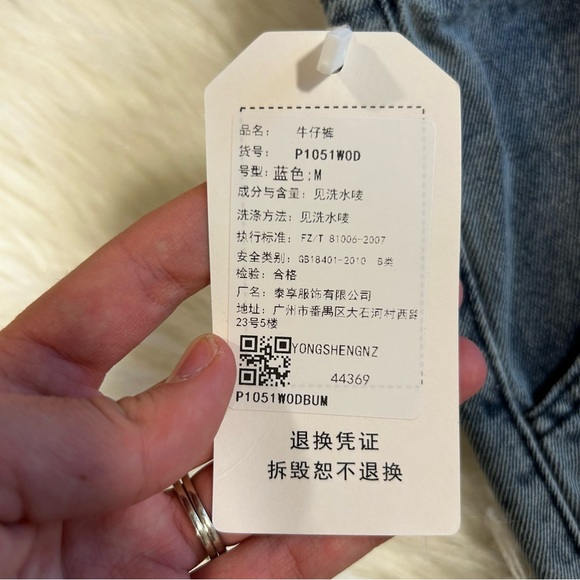 品名： 牛仔裤
货号： P1051WOD
号型：蓝色;M
成分与含量：见洗水唛
洗涤方法：见洗水唛
执行标准：FZ/T 81006-2007
安全类别：GB18401-2010 B类
检验：合格
厂名：泰享服饰有限公司
地址：广州市番禺区大石河村西路
23号5楼
YONGSHENGNZ
44369
P1051WODBUM
退换凭证
拆毁恕不退换